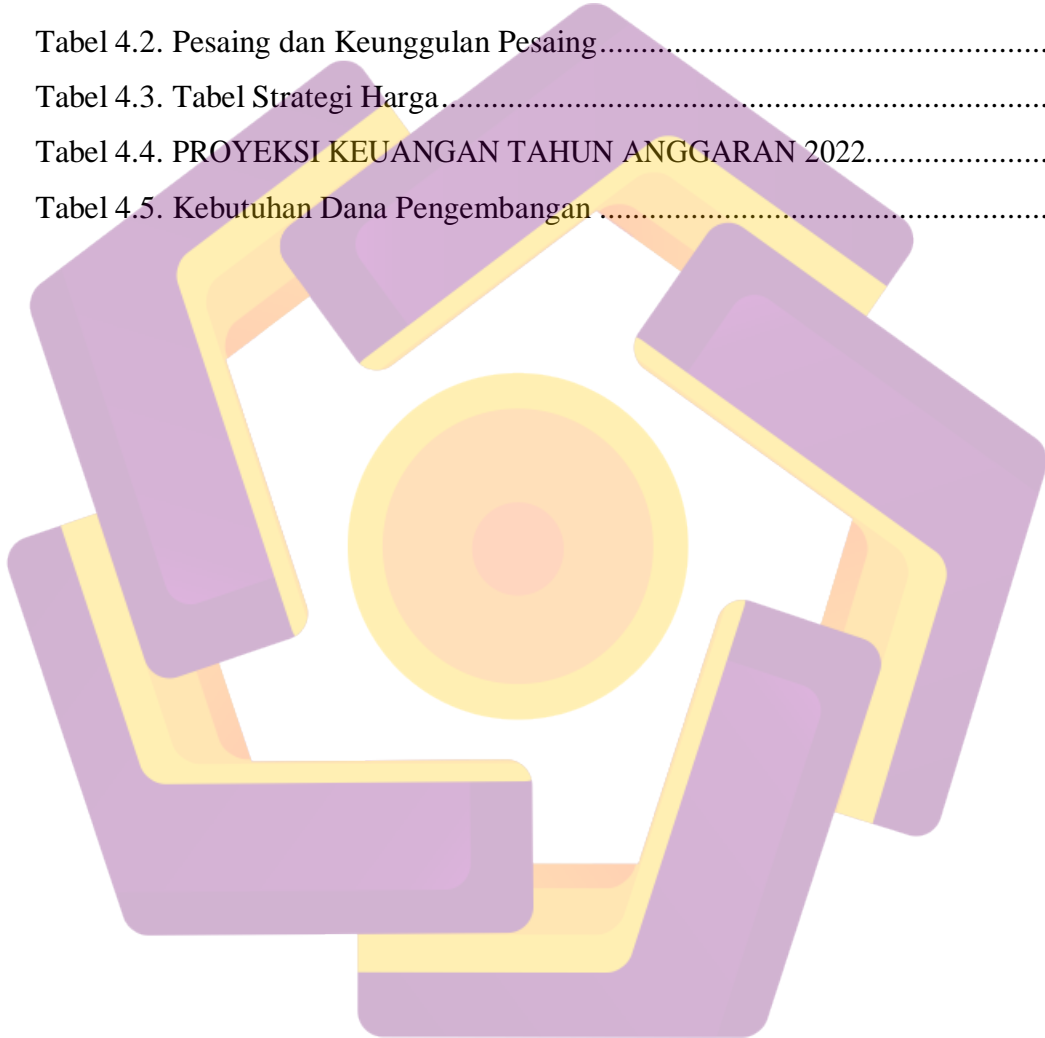 Tabel 4.2. Pesaing dan Keunggulan Pesaing..........................................................
Tabel 4.3. Tabel Strategi Harga...............................................................................
Tabel 4.4. PROYEKSI KEUANGAN TAHUN ANGGARAN 2022.......................
Tabel 4.5. Kebutuhan Dana Pengembangan ..........................................................